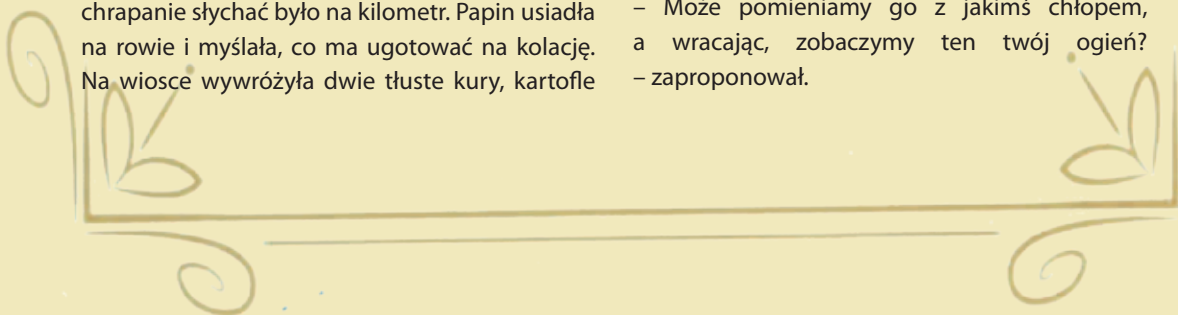 chrapanie słychać było na kilometr. Papin usiadła
na rowie i myślała, co ma ugotować na kolację.
Na wiosce wywróżyła dwie tłuste kury, kartofle
– Może pomieniamy go z jakimś chłopem,
a wracając, zobaczymy ten twój ogień?
– zaproponował.